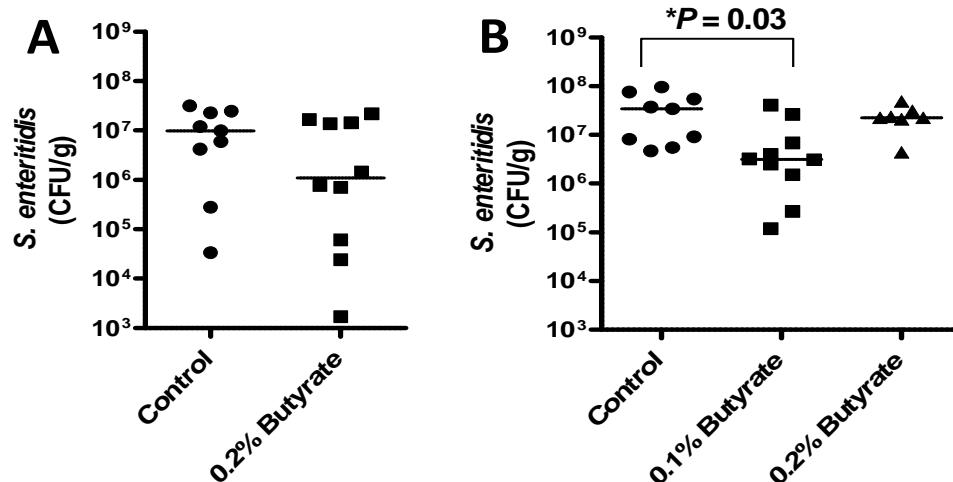 A
S. enteritidis
(CFU/g)
10⁹
10⁸
10⁷
10⁶
10⁵
10⁴
10³
Control
0.2% Butyrate
B
*P = 0.03
S. enteritidis
(CFU/g)
10⁹
10⁸
10⁷
10⁶
10⁵
10⁴
10³
Control
0.1% Butyrate
0.2% Butyrate